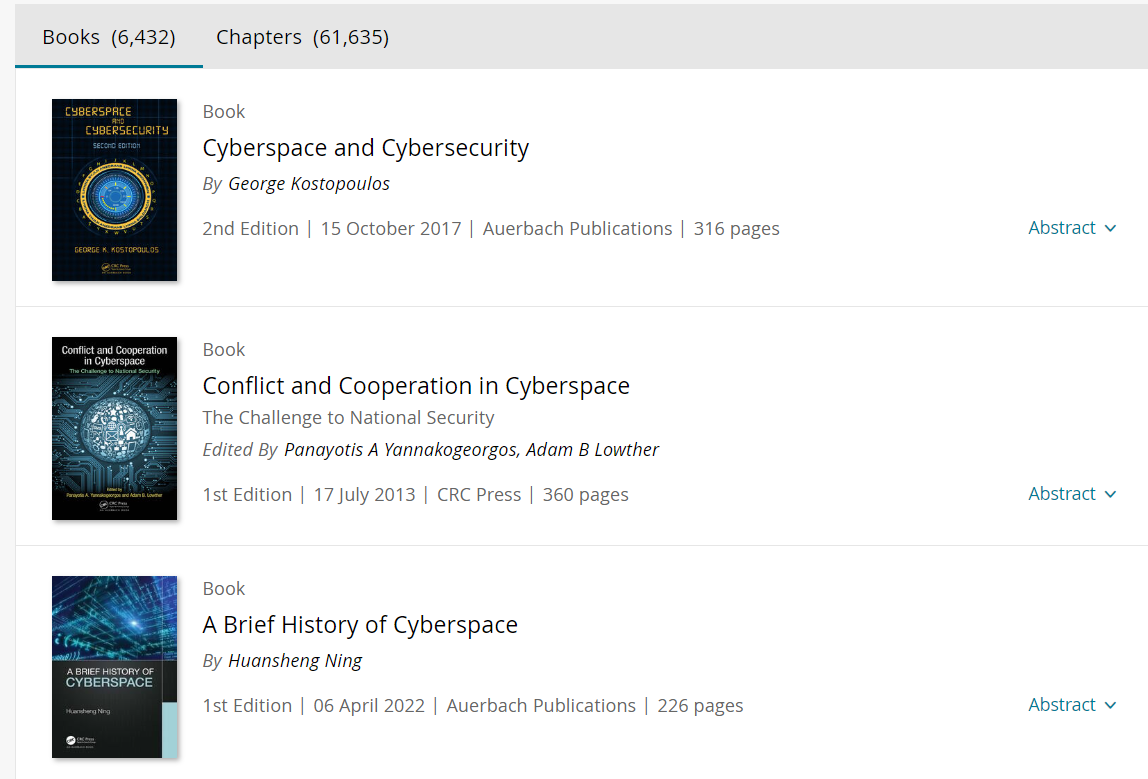 Books (6,432) Chapters (61,635)
CYBERSPACE
AND
CYBERSECURITY
SECOND EDITION
GEORGE K. KOSTOPOULOS
CRC Press
Book
Cyberspace and Cybersecurity
By George Kostopoulos
2nd Edition | 15 October 2017 | Auerbach Publications | 316 pages
Abstract
Conflict and Cooperation
in Cyberspace
The Challenge to National Security
Edited by
Panayotis A. Yannakogeorgos and Adam B. Lowther
CRC Press
Book
Conflict and Cooperation in Cyberspace
The Challenge to National Security
Edited By Panayotis A Yannakogeorgos, Adam B Lowther
1st Edition | 17 July 2013 | CRC Press | 360 pages
Abstract
A BRIEF HISTORY OF
CYBERSPACE
Huansheng Ning
CRC Press
Book
A Brief History of Cyberspace
By Huansheng Ning
1st Edition | 06 April 2022 | Auerbach Publications | 226 pages
Abstract